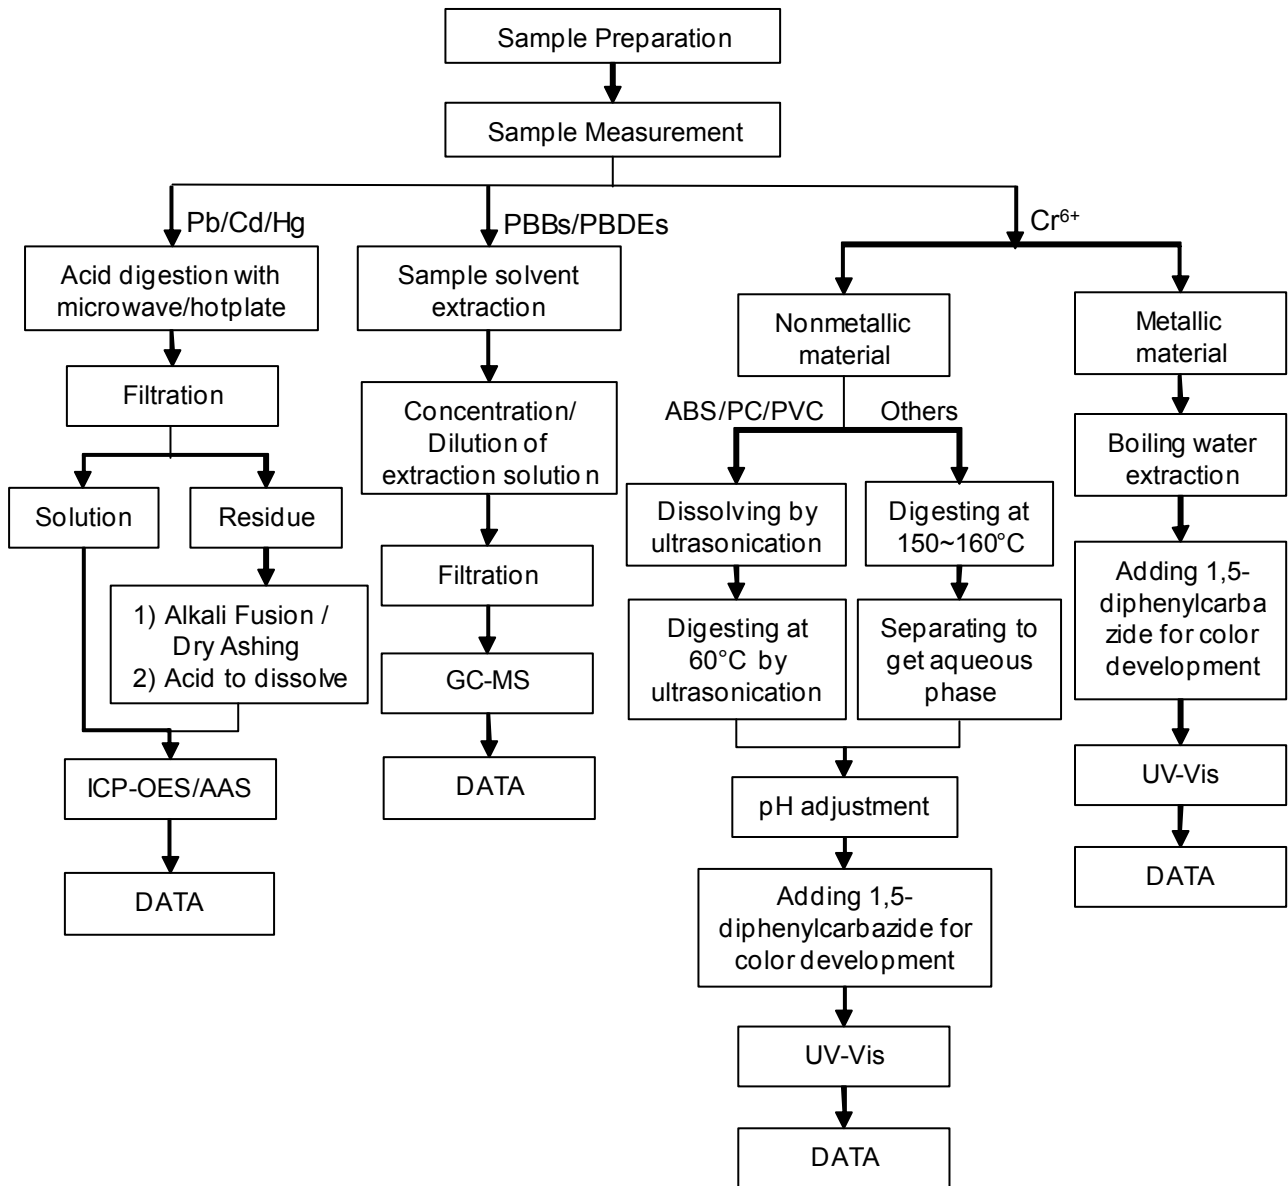 Sample Preparation
Sample Measurement
Pb/Cd/Hg
PBBs/PBDEs
Cr⁶⁺
Acid digestion with
microwave/hotplate
Filtration
Solution
Residue
1) Alkali Fusion /
Dry Ashing
2) Acid to dissolve
ICP-OES/AAS
DATA
Sample solvent
extraction
Concentration/
Dilution of
extraction solution
Filtration
GC-MS
DATA
Nonmetallic
material
ABS/PC/PVC
Others
Dissolving by
ultrasonication
Digesting at
60°C by
ultrasonication
Digesting at
150~160°C
Separating to
get aqueous
phase
pH adjustment
Adding 1,5-
diphenylcarbazide for
color development
UV-Vis
DATA
Metallic
material
Boiling water
extraction
Adding 1,5-
diphenylcarba
zide for color
development
UV-Vis
DATA